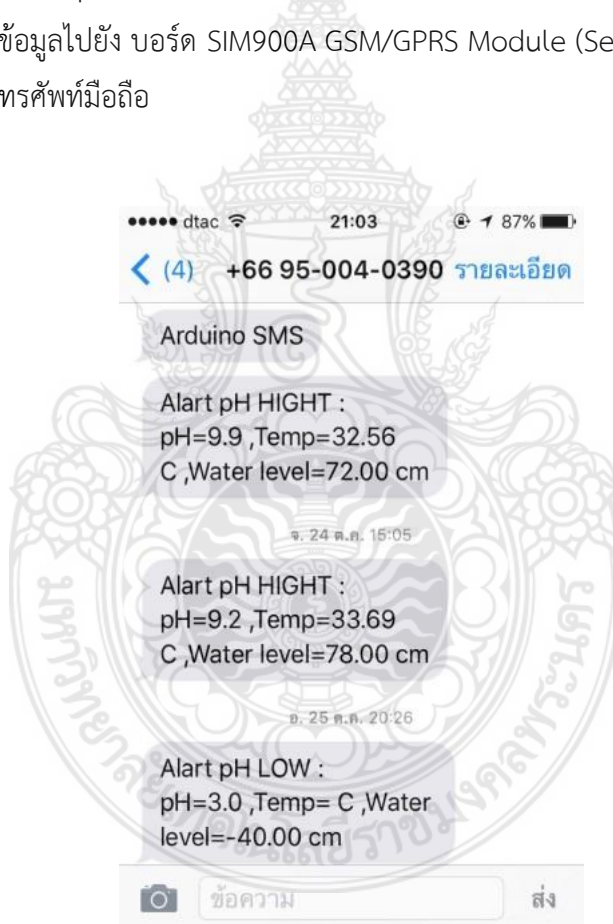 ข้อมูลไปยัง บอร์ด SIM900A GSM/GPRS Module (Se
ทรศัพท์มือถือ
dtac 21:03 87%
(4) +66 95-004-0390 รายละเอียด
Arduino SMS
Alart pH HIGHT :
pH=9.9 ,Temp=32.56
C ,Water level=72.00 cm
จ. 24 ต.ค. 15:05
Alart pH HIGHT :
pH=9.2 ,Temp=33.69
C ,Water level=78.00 cm
อ. 25 ต.ค. 20:26
Alart pH LOW :
pH=3.0 ,Temp= C ,Water
level=-40.00 cm
ข้อความ ส่ง